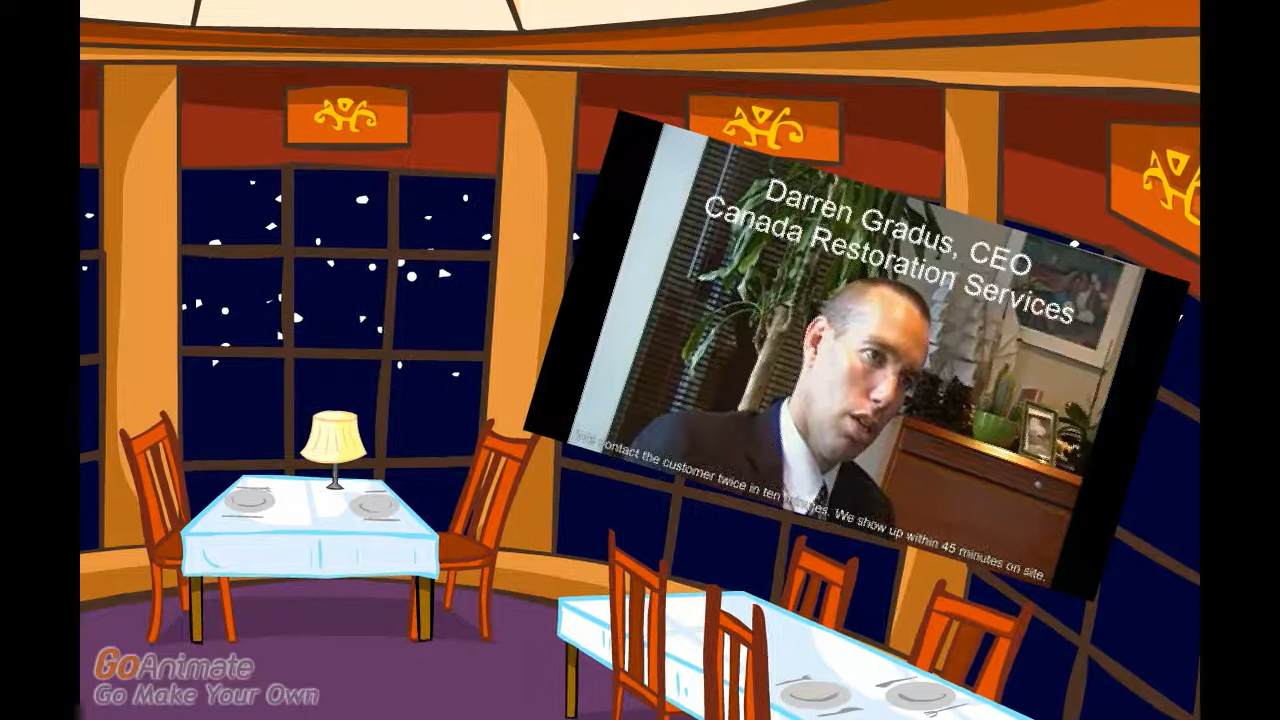 Darren Gradus, CEO
Canada Restoration Services
contact the customer twice in ten minutes. We show up within 45 minutes on site.
GoAnimate
Go Make Your Own